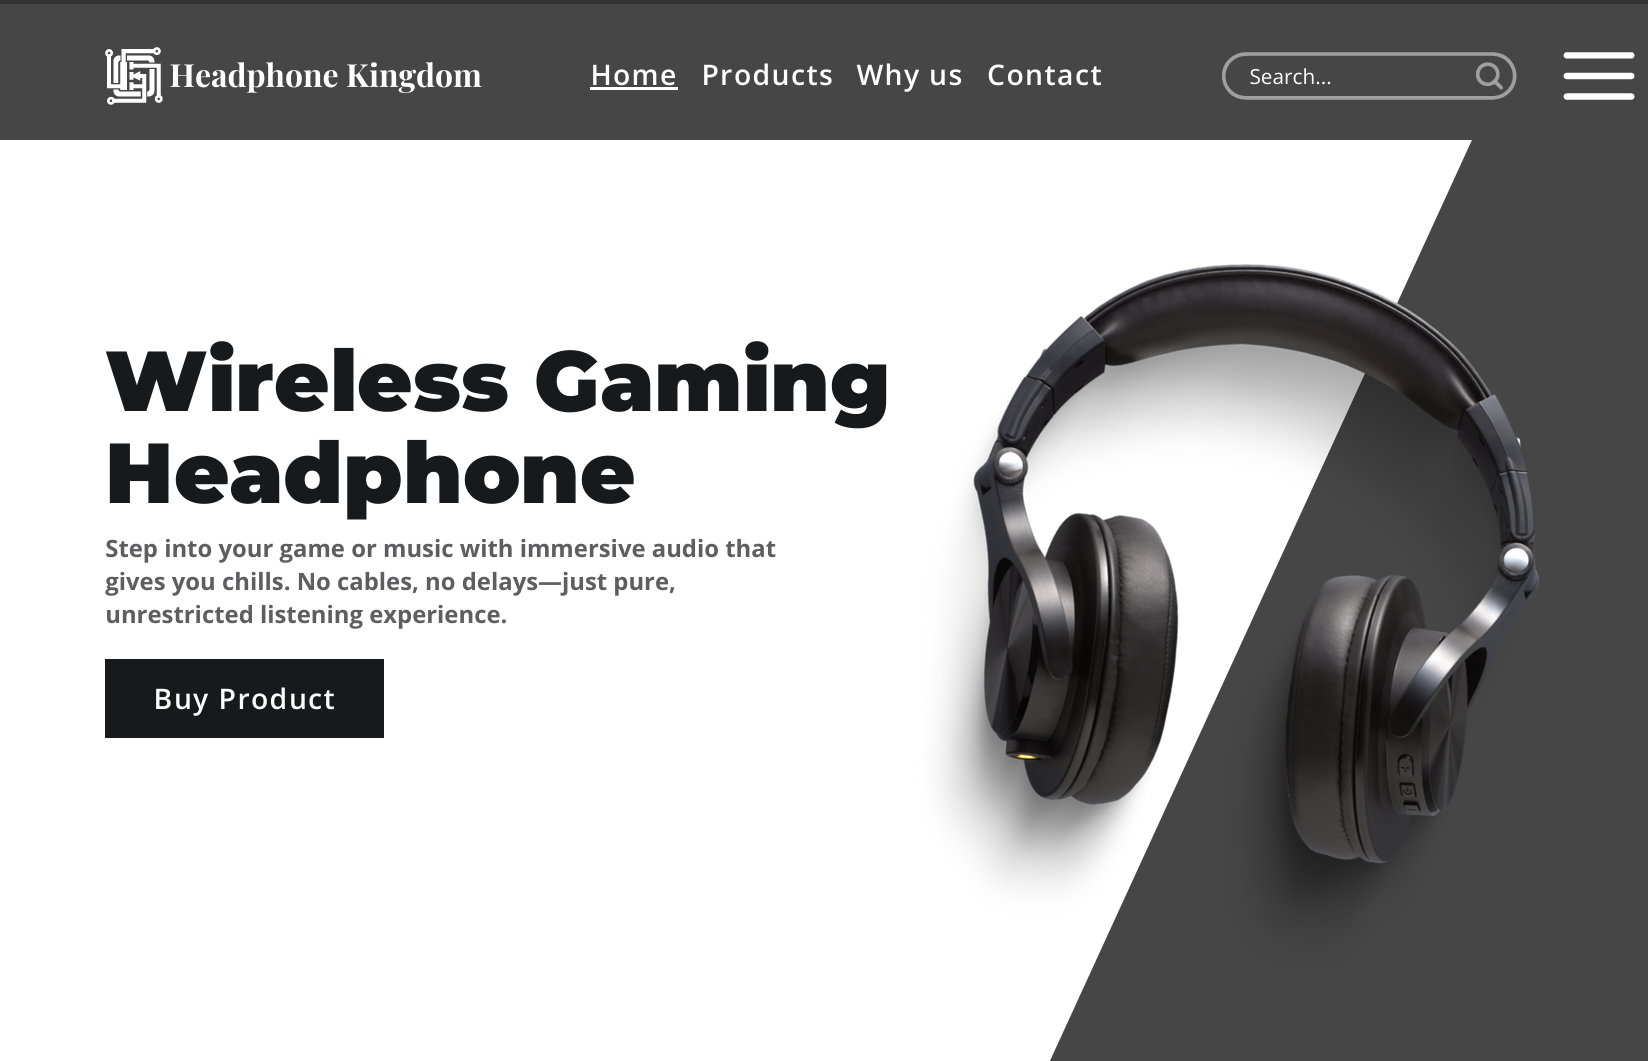 Headphone Kingdom
Home Products Why us Contact
Search...
Wireless Gaming
Headphone
Step into your game or music with immersive audio that
gives you chills. No cables, no delays—just pure,
unrestricted listening experience.
Buy Product